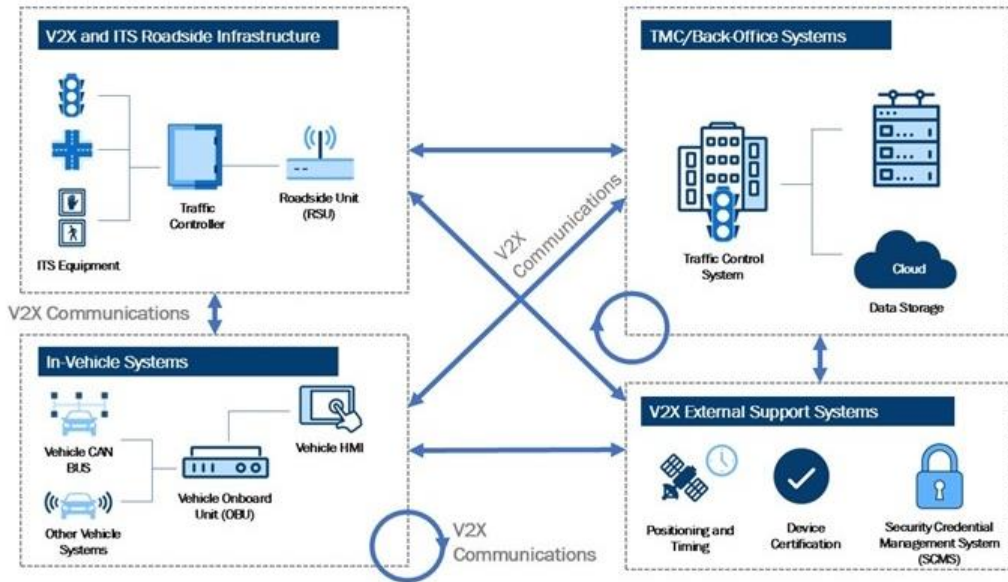 V2X and ITS Roadside Infrastructure
Traffic
Controller
Roadside Unit
(RSU)
ITS Equipment
TMC/Back-Office Systems
Traffic Control
System
Cloud
Data Storage
V2X
Communications
V2X Communications
In-Vehicle Systems
Vehicle CAN
BUS
Other Vehicle
Systems
Vehicle Onboard
Unit (OBU)
Vehicle HMI
V2X
Communications
V2X External Support Systems
Positioning and
Timing
Device
Certification
Security Credential
Management System
(SCMS)